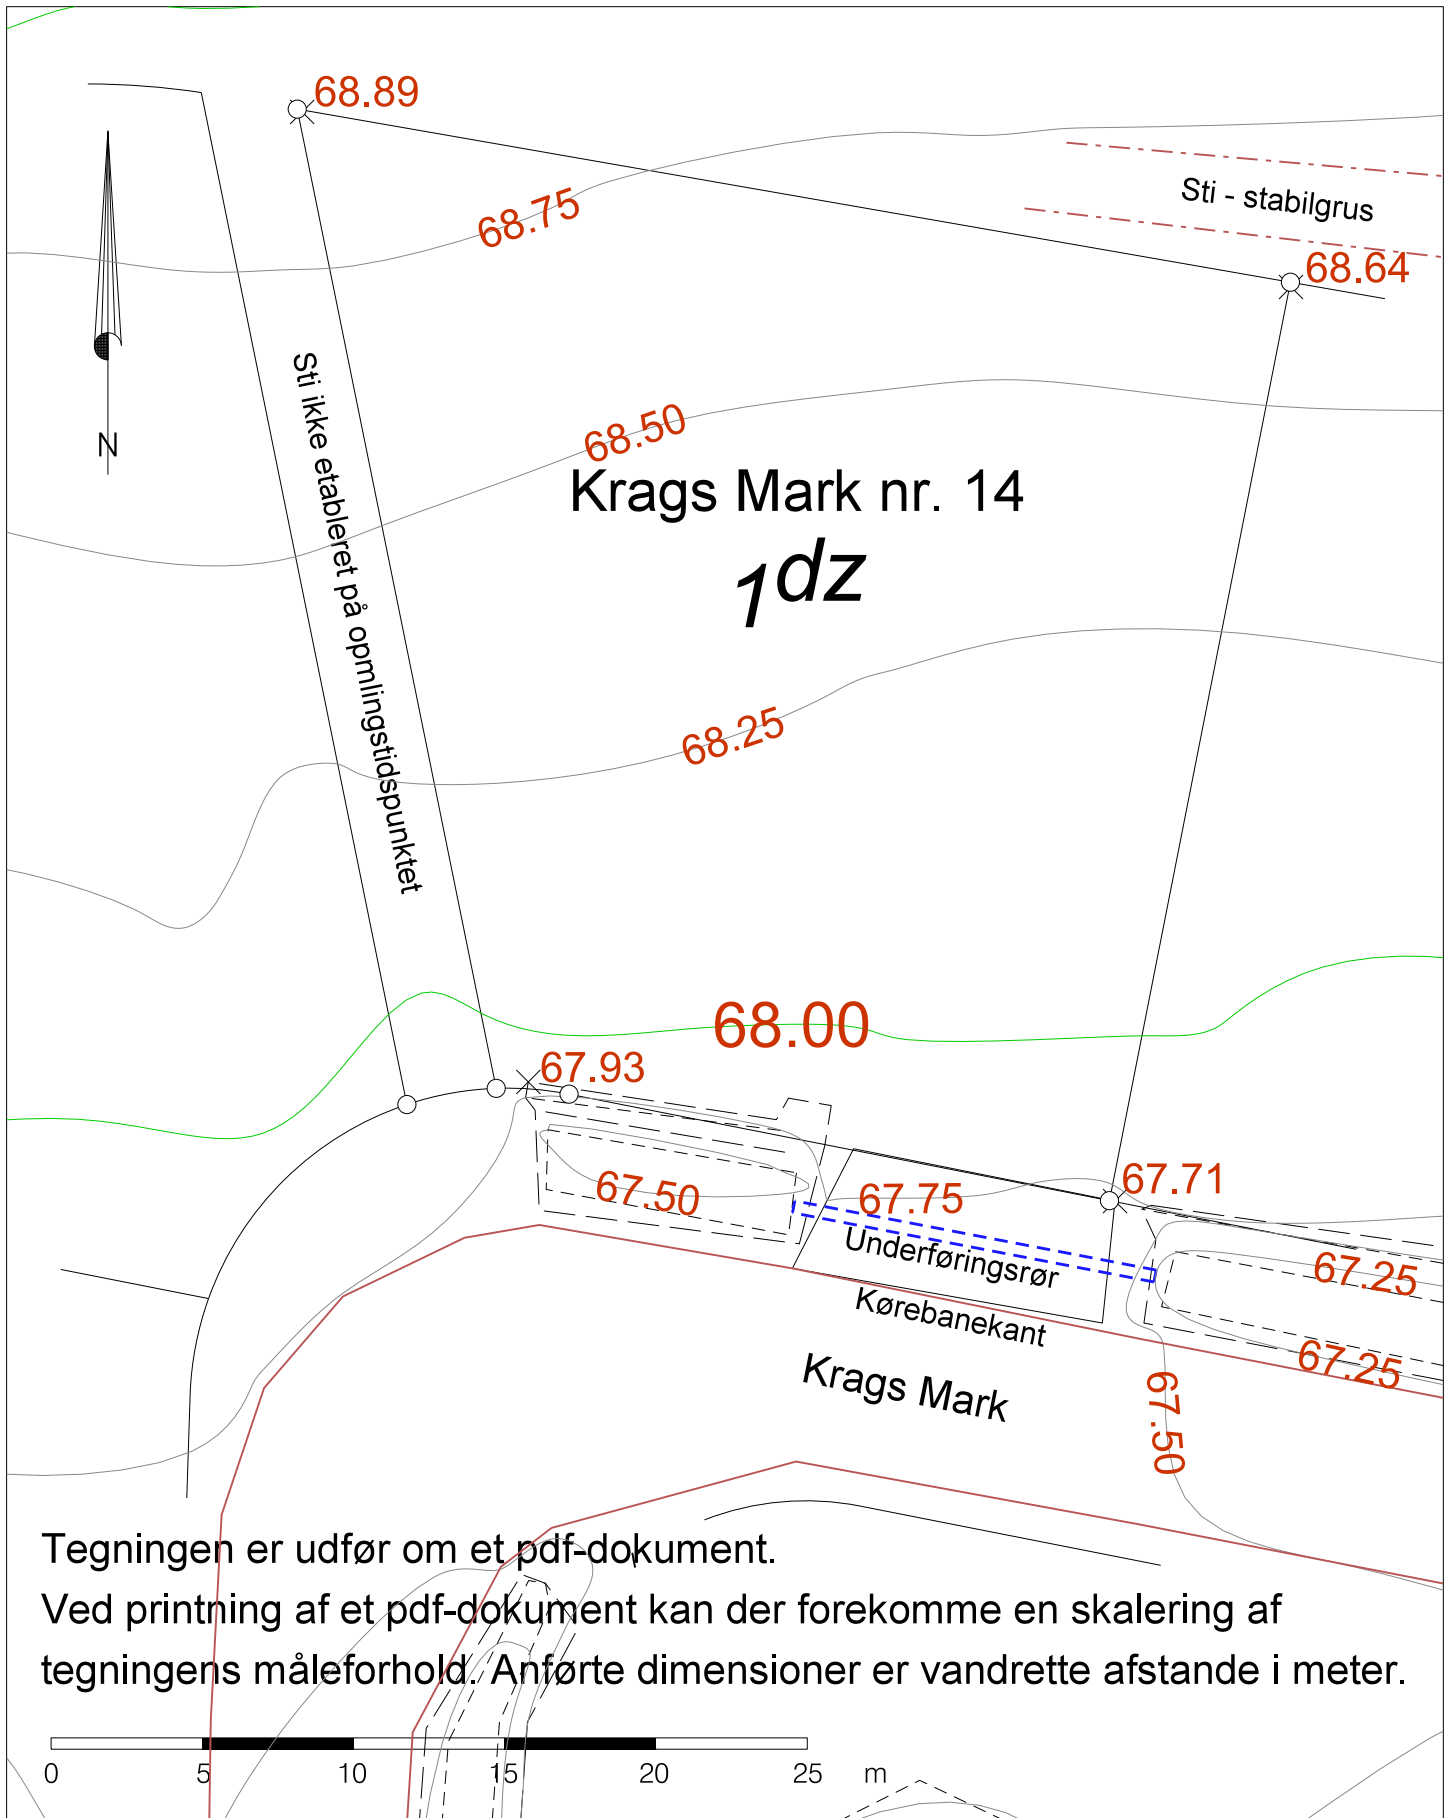 68.89
68.75
Sti - stabilgrus
68.64
N
Sti ikke etableret på opmlingstidspunktet
68.50
Krags Mark nr. 14
1dz
68.25
68.00
67.93
67.50
67.75
67.71
Underføringsrør
67.25
Kørebanekant
67.25
Krags Mark
67.50
Tegningen er udfør om et pdf-dokument.
Ved printning af et pdf-dokument kan der forekomme en skalering af
tegningens måleforhold. Anførte dimensioner er vandrette afstande i meter.
0 5 10 15 20 25 m